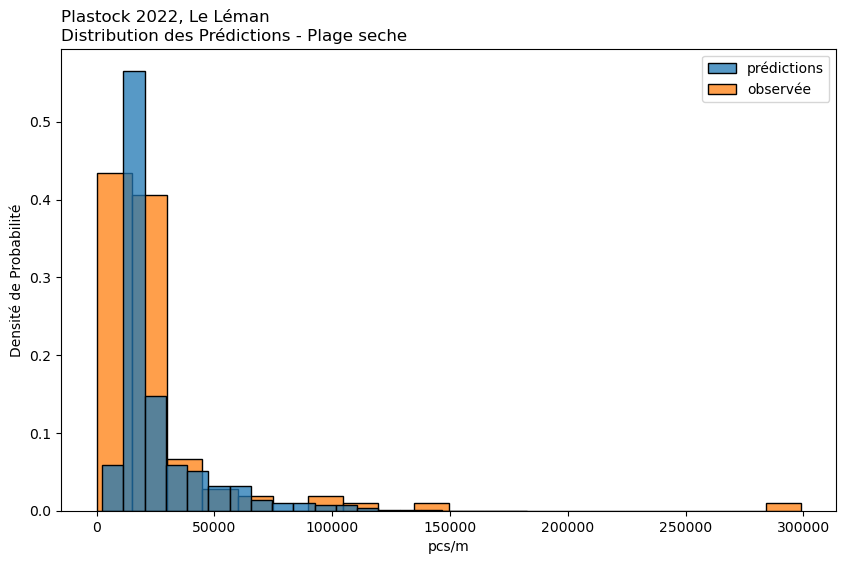 Plastock 2022, Le Léman
Distribution des Prédictions - Plage seche
prédictions
observée
Densité de Probabilité
0.5
0.4
0.3
0.2
0.1
0.0
0
50000
100000
150000
200000
250000
300000
pcs/m